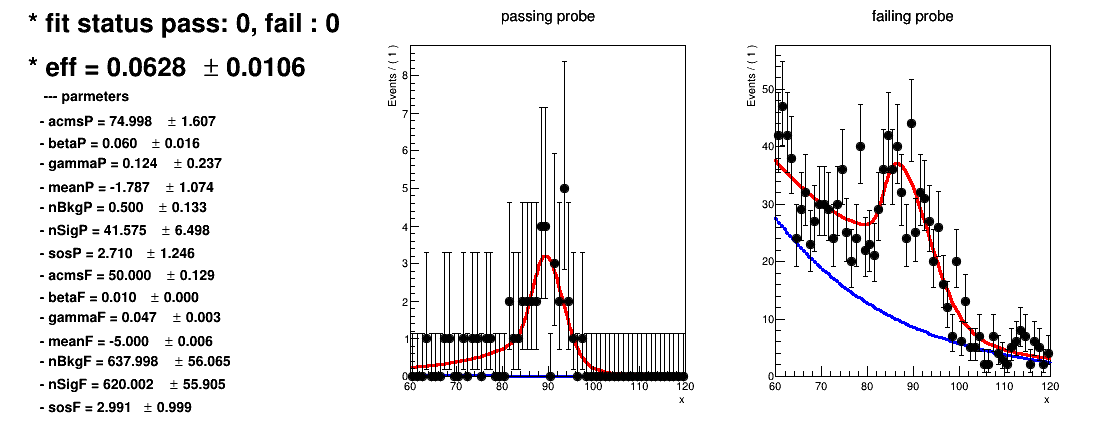 * fit status pass: 0, fail : 0
* eff = 0.0628 ± 0.0106
--- parmeters
- acmsP = 74.998 ± 1.607
- betaP = 0.060 ± 0.016
- gammaP = 0.124 ± 0.237
- meanP = -1.787 ± 1.074
- nBkgP = 0.500 ± 0.133
- nSigP = 41.575 ± 6.498
- sosP = 2.710 ± 1.246
- acmsF = 50.000 ± 0.129
- betaF = 0.010 ± 0.000
- gammaF = 0.047 ± 0.003
- meanF = -5.000 ± 0.006
- nBkgF = 637.998 ± 56.065
- nSigF = 620.002 ± 55.905
- sosF = 2.991 ± 0.999
passing probe
Events / ( 1 )
8
7
6
5
4
3
2
1
0
60 70 80 90 100 110 120
x
failing probe
Events / ( 1 )
50
40
30
20
10
0
60 70 80 90 100 110 120
x